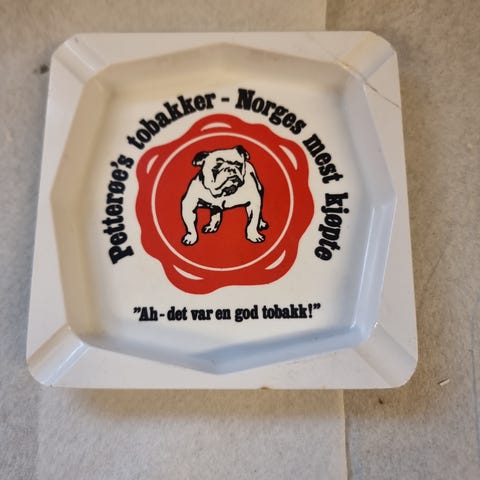 Petterøe's tobakker - Norges mest kjøpte
"Ah - det var en god tobakk!"